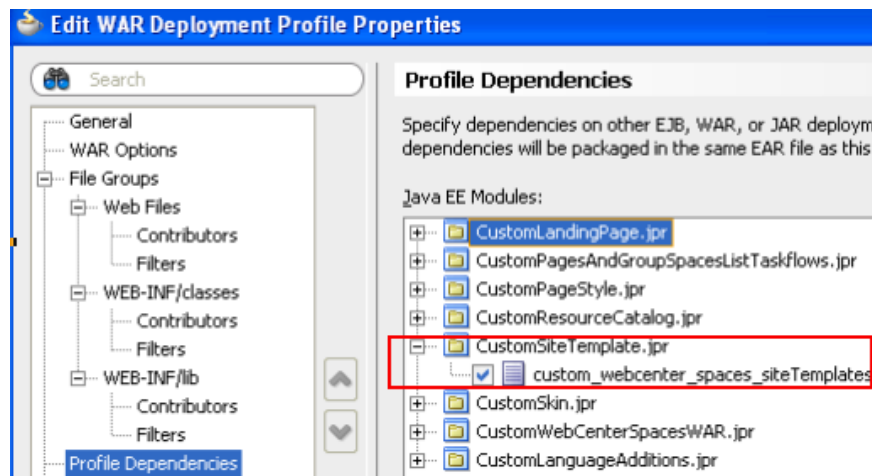 Edit WAR Deployment Profile Properties
Search
General
WAR Options
File Groups
Web Files
Contributors
Filters
WEB-INF/classes
Contributors
Filters
WEB-INF/lib
Contributors
Filters
Profile Dependencies
Profile Dependencies
Specify dependencies on other EJB, WAR, or JAR deploym
dependencies will be packaged in the same EAR file as this
Java EE Modules:
CustomLandingPage.jpr
CustomPagesAndGroupSpacesListTaskflows.jpr
CustomPageStyle.jpr
CustomResourceCatalog.jpr
CustomSiteTemplate.jpr
custom_webcenter_spaces_siteTemplates
CustomSkin.jpr
CustomWebCenterSpacesWAR.jpr
CustomLanguageAdditions.jpr